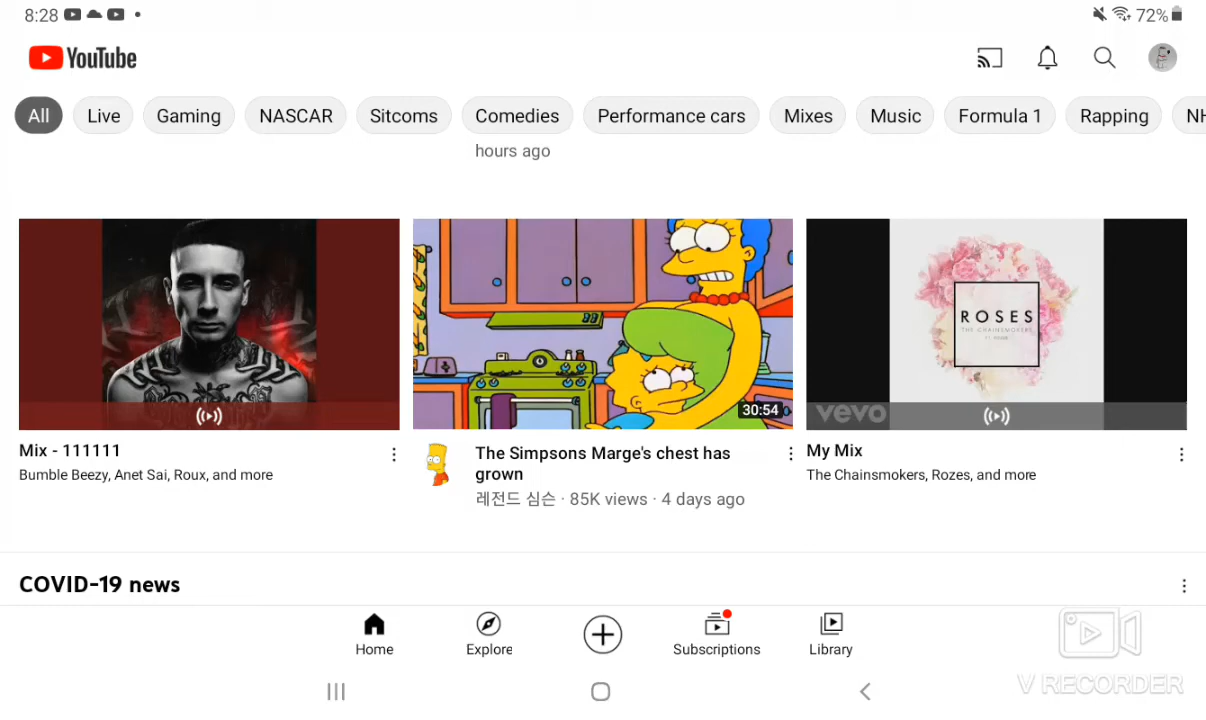 8:28
72%
YouTube
All
Live
Gaming
NASCAR
Sitcoms
Comedies
Performance cars
Mixes
Music
Formula 1
Rapping
NH
hours ago
ROSES
THE CHAINSMOKERS
FT. ROZES
vevo
30:54
Mix - 111111
Bumble Beezy, Anet Sai, Roux, and more
The Simpsons Marge's chest has
grown
레전드 심슨 · 85K views · 4 days ago
My Mix
The Chainsmokers, Rozes, and more
COVID-19 news
Home
Explore
Subscriptions
Library
V RECORDER